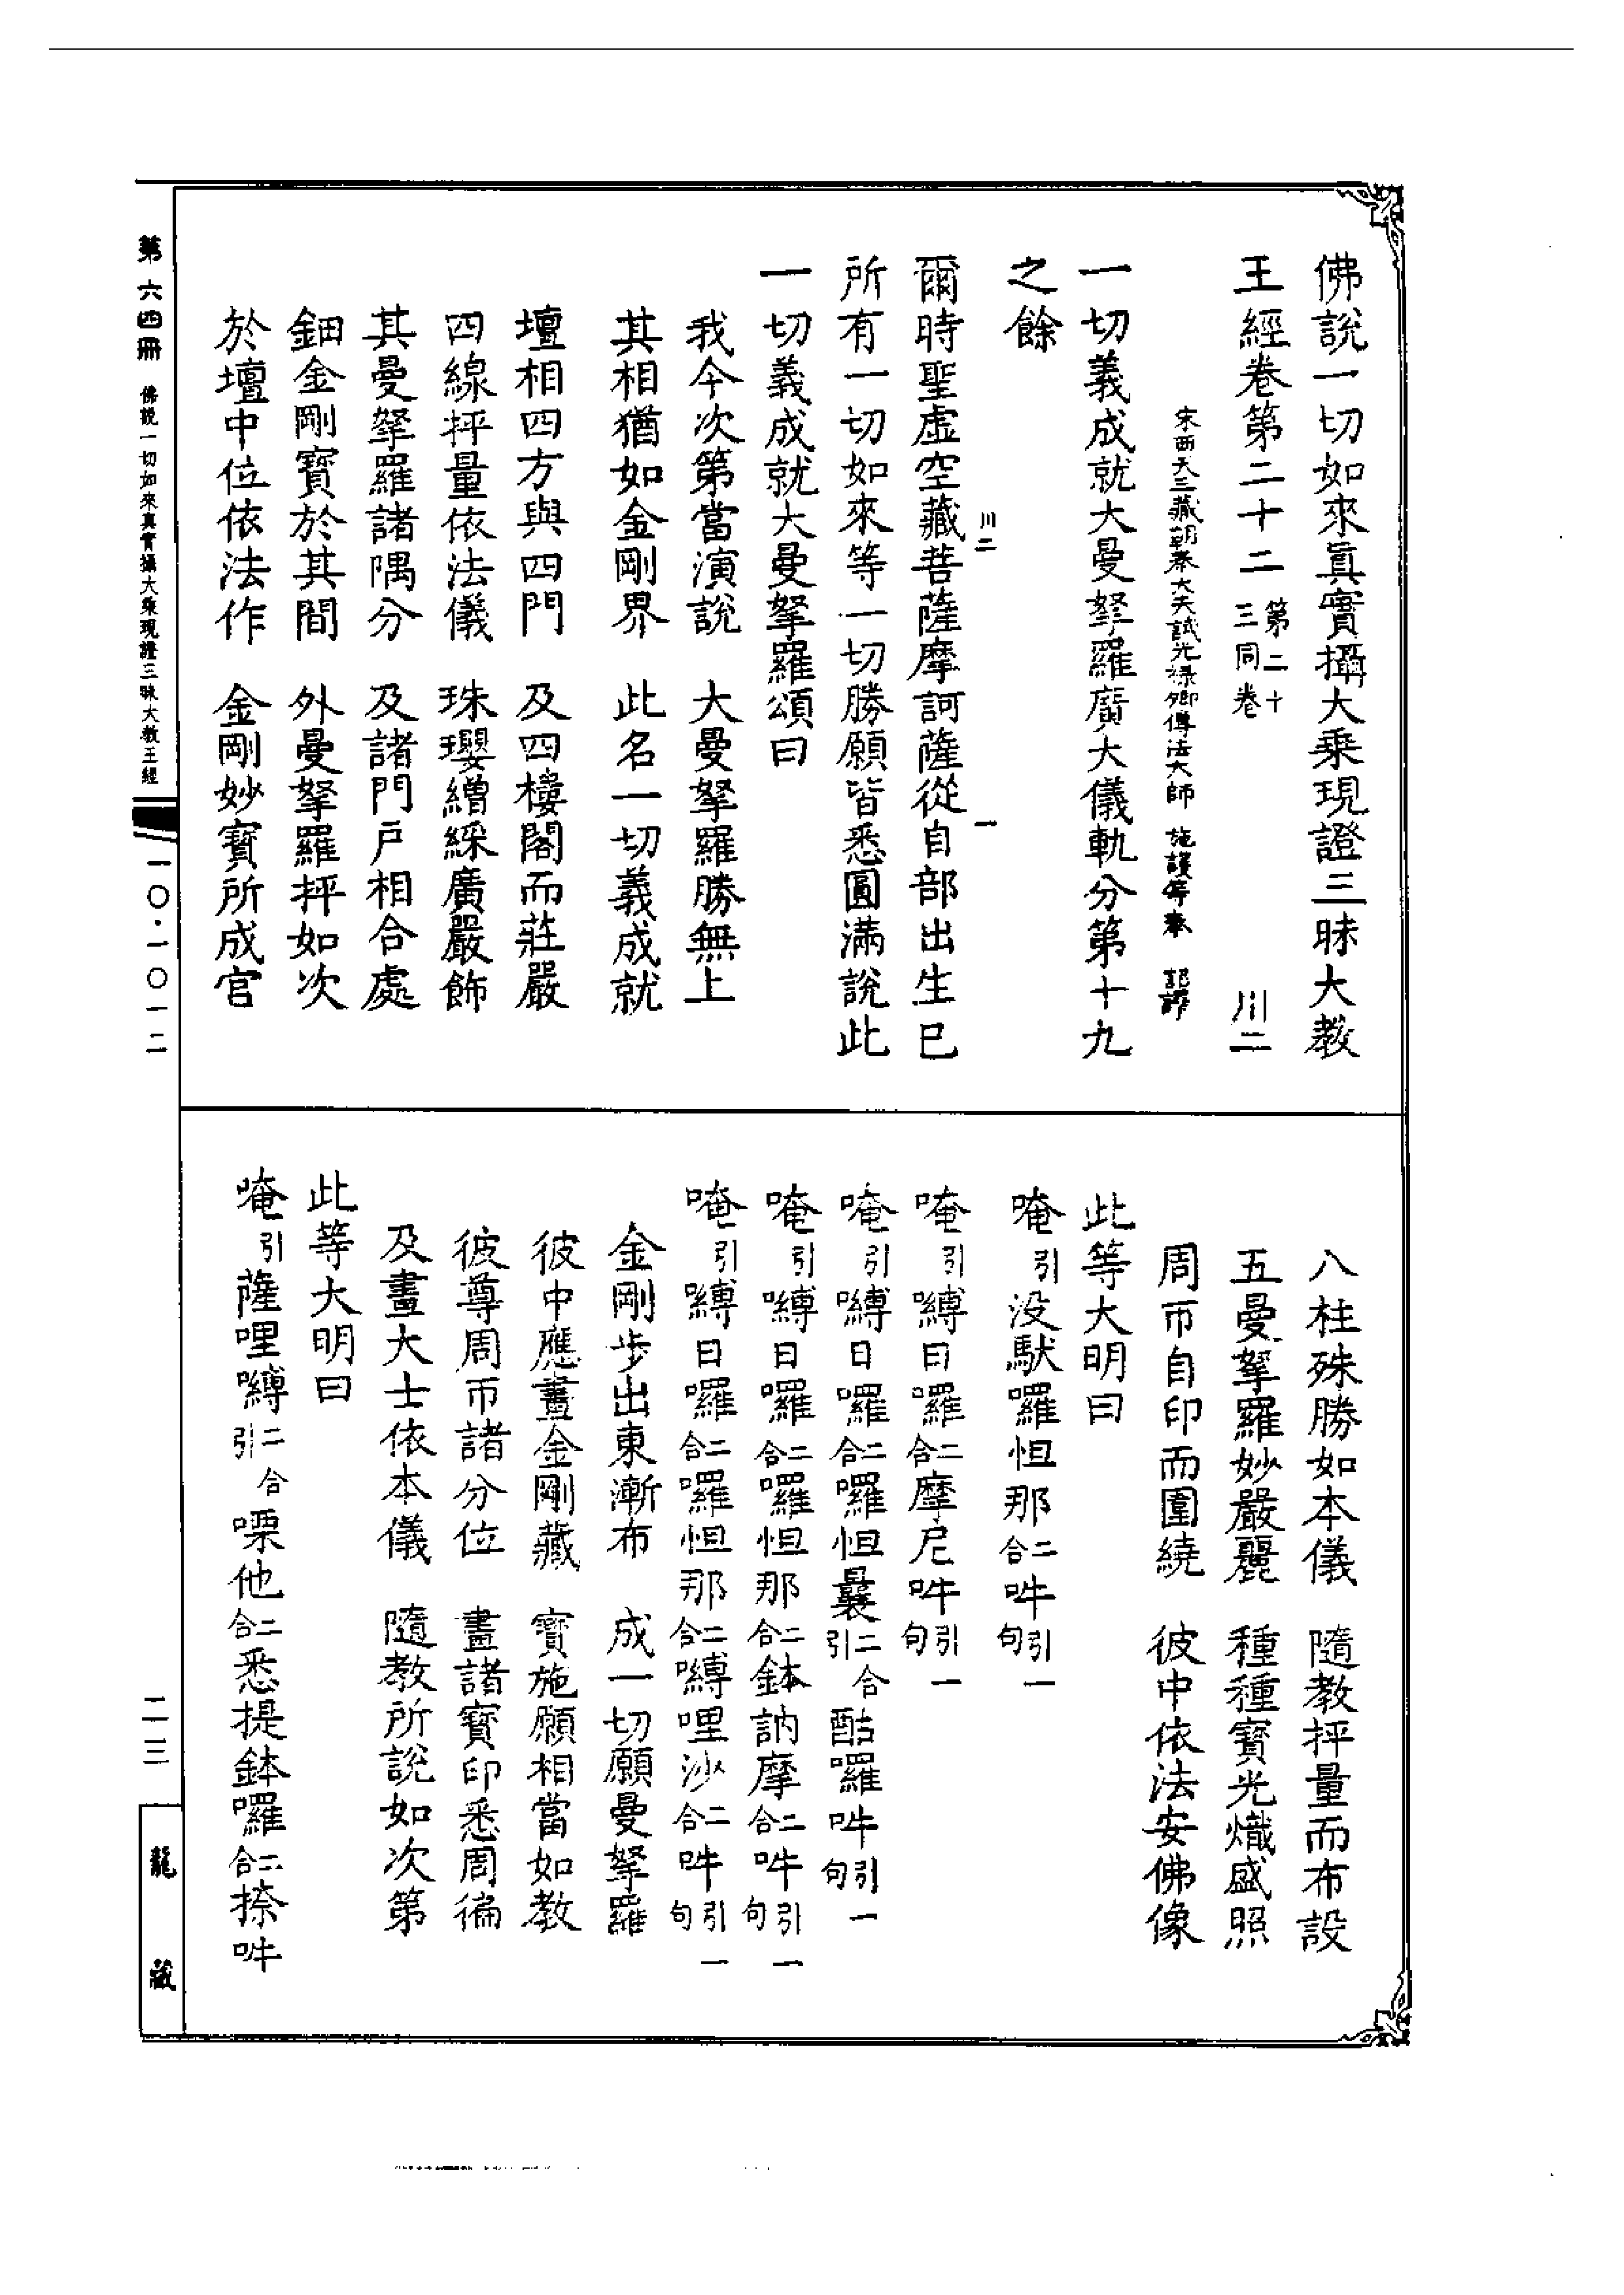 佛說一切如來真實攝大乘現證三昧大教
王經卷第二十二 第二十三同卷 川二
宋西天三藏朝奉大夫試光祿卿傳法大師 施護等奉 詔譯
一切義成就大曼拏羅廣大儀軌分第十九
之餘
川二 一
爾時聖虛空藏菩薩摩訶薩從自部出生已
所有一切如來等一切勝願皆悉圓滿說此
一切義成就大曼拏羅頌曰
我今次第當演說 大曼拏羅勝無上
其相猶如金剛界 此名一切義成就
壇相四方與四門 及四樓閣而莊嚴
四線抨量依法儀 珠瓔繒綵廣嚴飾
其曼拏羅諸隅分 及諸門戶相合處
鈿金剛寶於其間 外曼拏羅抨如次
於壇中位依法作 金剛妙寶所成宮
八柱殊勝如本儀 隨教抨量而布設
五曼拏羅妙嚴麗 種種寶光熾盛照
周帀自印而圍繞 彼中依法安佛像
此等大明曰
唵引沒馱囉怛那二合吽引一句
唵引嚩日囉二合摩尼吽引一句
唵引嚩日囉二合囉怛曩二合引酤囉吽引一句
唵引嚩日囉二合囉怛那二合鉢訥摩二合吽引一句
唵引嚩日囉二合囉怛那二合嚩哩沙二合吽引一句
金剛步出東漸布 成一切願曼拏羅
彼中應畫金剛藏 寶施願相當如教
彼尊周帀諸分位 畫諸寶印悉周徧
及畫大士依本儀 隨教所說如次第
此等大明曰
唵引薩哩嚩二合引㗚他二合悉提鉢囉二合捺吽
第六四冊 佛說一切如來真實攝大乘現證三昧大教王經 一〇·一〇一二
二三
龍藏